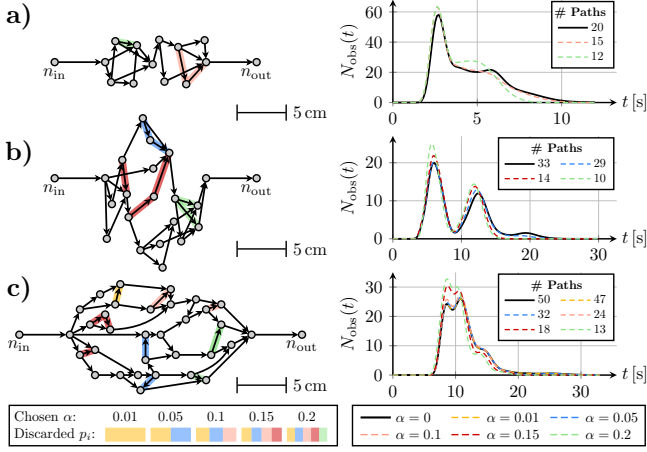 a)
n_in
n_out
5 cm
N_obs(t)
60
40
20
0
0
5
10
t [s]
# Paths
20
15
12
b)
n_in
n_out
5 cm
N_obs(t)
20
10
0
0
10
20
30
t [s]
# Paths
33
29
14
10
c)
n_in
n_out
5 cm
N_obs(t)
30
20
10
0
0
10
20
30
t [s]
# Paths
50
47
32
24
18
13
Chosen α: 0.01 0.05 0.1 0.15 0.2
Discarded p_i:
α = 0 α = 0.01 α = 0.05
α = 0.1 α = 0.15 α = 0.2